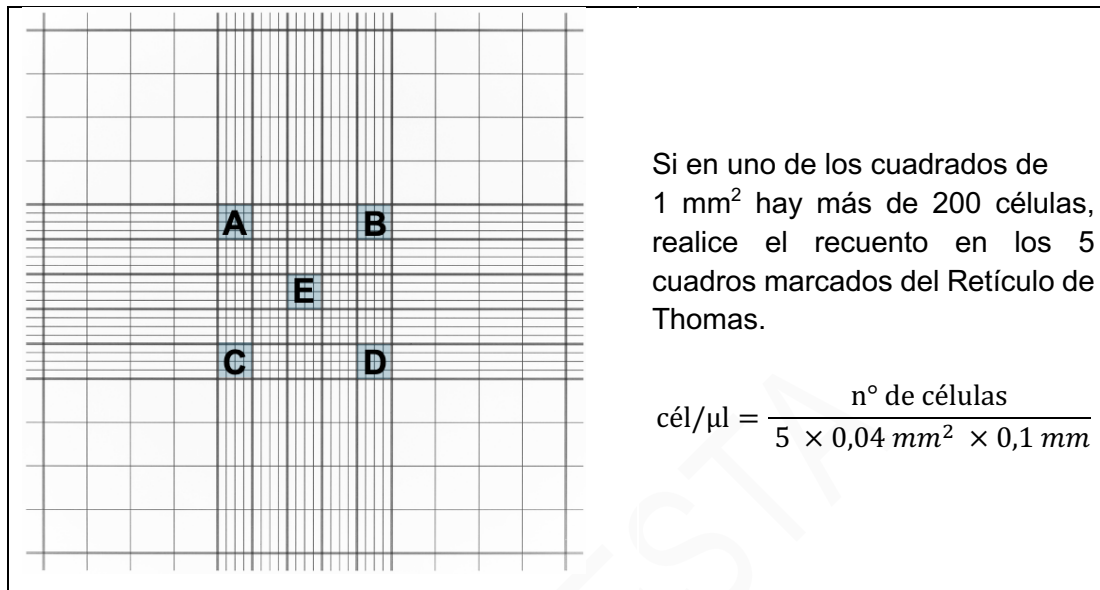 A
B
E
C
D
Si en uno de los cuadrados de
1 mm² hay más de 200 células,
realice el recuento en los 5
cuadros marcados del Retículo de
Thomas.
cél/µl = n° de células / 5 × 0,04 mm² × 0,1 mm
ESTA